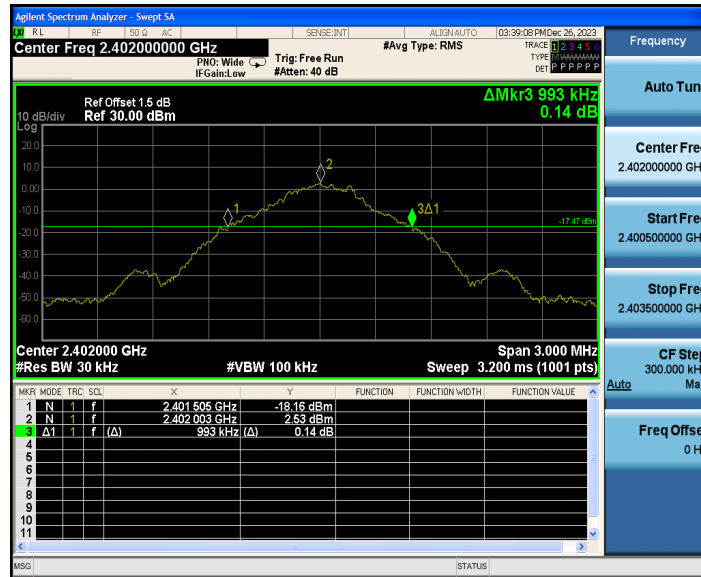 Agilent Spectrum Analyzer - Swept SA
LXI RL RF 50 Ω AC SENSE:INT ALIGNAUTO 03:39:08 PM Dec 26, 2023
Center Freq 2.402000000 GHz
#Avg Type: RMS
TRACE 1 2 3 4 5 6
PNO: Wide Trig: Free Run
TYPE MWWWWW
IFGain:Low #Atten: 40 dB
DET P P P P P P
Frequency
ΔMkr3 993 kHz
0.14 dB
Ref Offset 1.5 dB
10 dB/div Ref 30.00 dBm
Log
20.0
10.0
0.00
-10.0
-20.0
-30.0
-40.0
-50.0
-60.0
1
2
3Δ1
-17.47 dBm
Center 2.402000 GHz Span 3.000 MHz
#Res BW 30 kHz #VBW 100 kHz Sweep 3.200 ms (1001 pts)
MKR MODE TRC SCL X Y FUNCTION FUNCTION WIDTH FUNCTION VALUE
1 N 1 f 2.401 505 GHz -18.16 dBm
2 N 1 f 2.402 003 GHz 2.53 dBm
3 Δ1 1 f (Δ) 993 kHz (Δ) 0.14 dB
4
5
6
7
8
9
10
11
MSG STATUS
Auto Tun
Center Fre
2.402000000 GH
Start Fre
2.400500000 GH
Stop Fre
2.403500000 GH
CF Step
300.000 kH
Auto Ma
Freq Offse
0 H